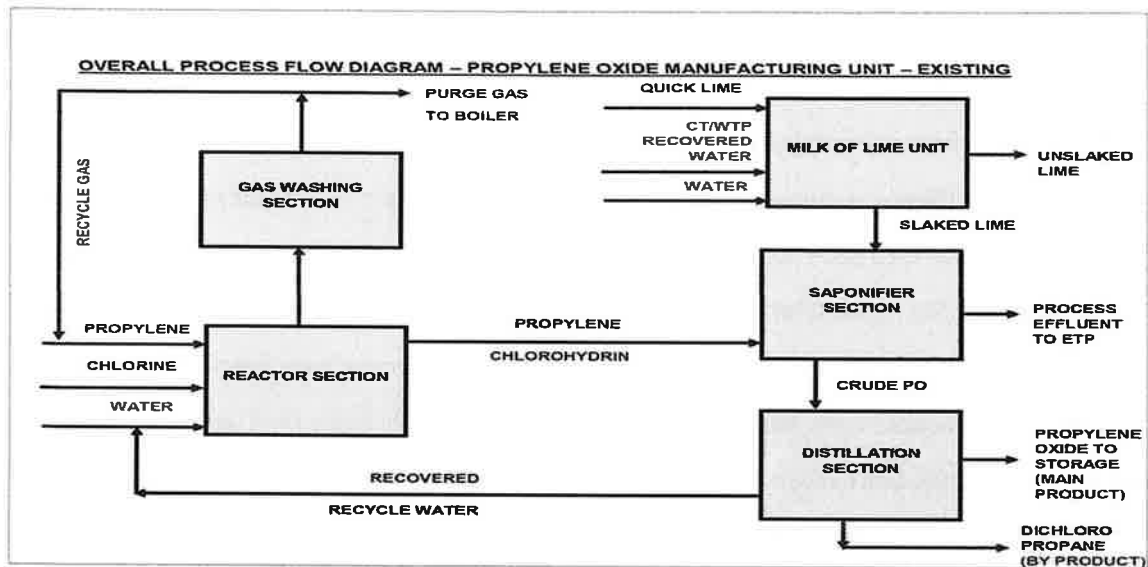 OVERALL PROCESS FLOW DIAGRAM – PROPYLENE OXIDE MANUFACTURING UNIT – EXISTING
PURGE GAS
TO BOILER
QUICK LIME
CT/WTP
RECOVERED
WATER
WATER
MILK OF LIME UNIT
UNSLAKED
LIME
GAS WASHING
SECTION
RECYCLE GAS
SLAKED LIME
SAPONIFIER
SECTION
PROCESS
EFFLUENT
TO ETP
PROPYLENE
CHLORINE
WATER
REACTOR SECTION
PROPYLENE
CHLOROHYDRIN
CRUDE PO
DISTILLATION
SECTION
PROPYLENE
OXIDE TO
STORAGE
(MAIN
PRODUCT)
RECOVERED
RECYCLE WATER
DICHLORO
PROPANE
(BY PRODUCT)